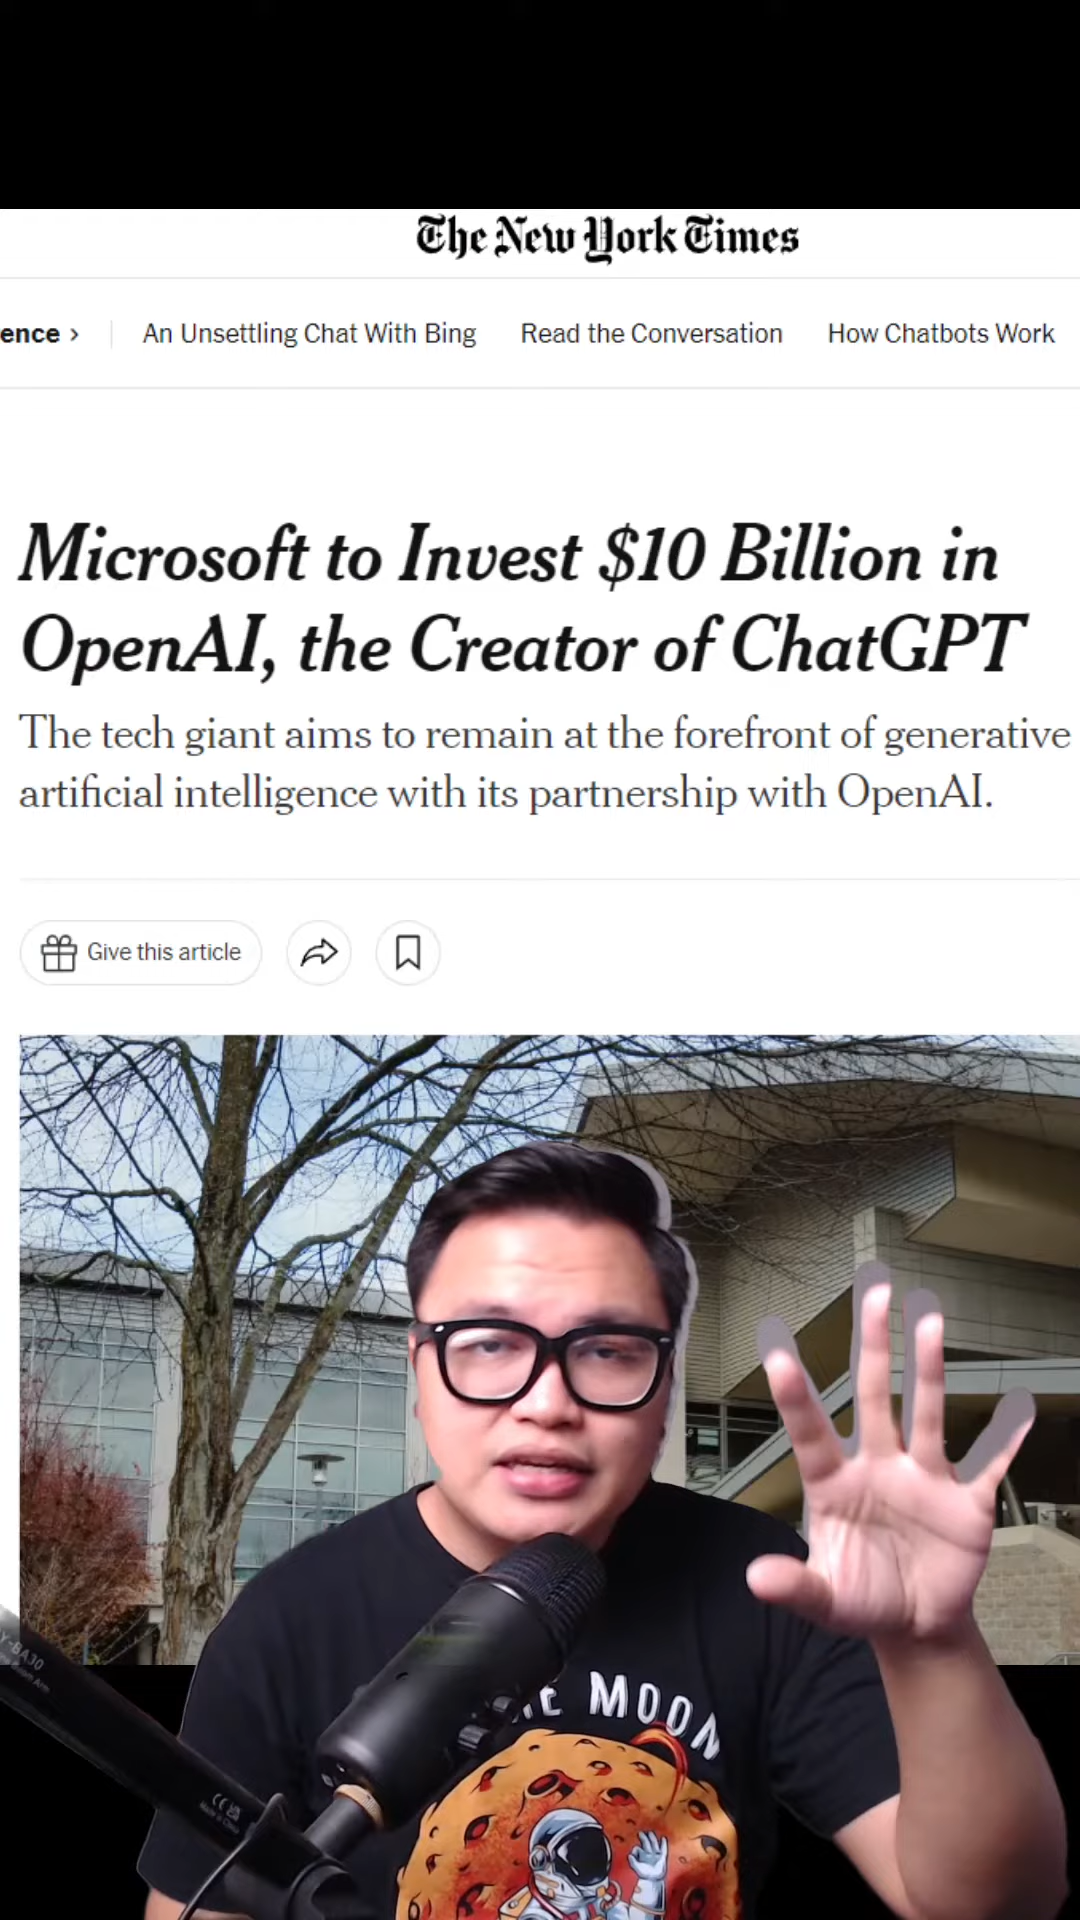 The New York Times
ence >
An Unsettling Chat With Bing
Read the Conversation
How Chatbots Work
Microsoft to Invest $10 Billion in
OpenAI, the Creator of ChatGPT
The tech giant aims to remain at the forefront of generative
artificial intelligence with its partnership with OpenAI.
Give this article
Y-BA30
MOON